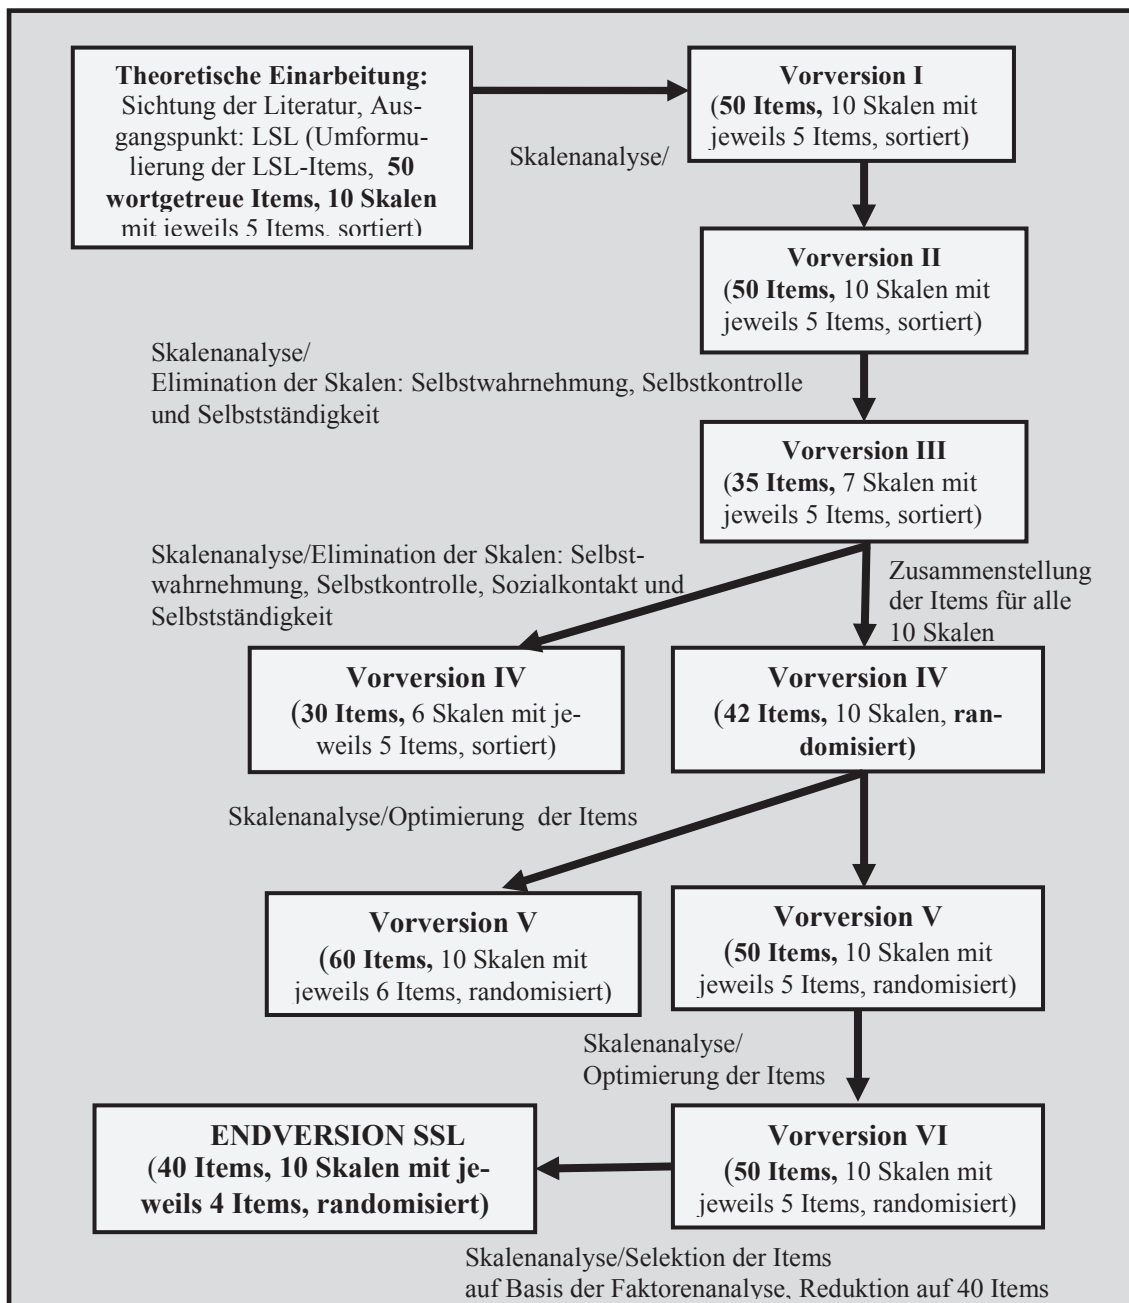 Theoretische Einarbeitung:
Sichtung der Literatur, Aus-
gangspunkt: LSL (Umformu-
lierung der LSL-Items, 50
wortgetreue Items, 10 Skalen
mit jeweils 5 Items, sortiert)
Vorversion I
(50 Items, 10 Skalen mit
jeweils 5 Items, sortiert)
Skalenanalyse/
Vorversion II
(50 Items, 10 Skalen mit
jeweils 5 Items, sortiert)
Skalenanalyse/
Elimination der Skalen: Selbstwahrnehmung, Selbstkontrolle
und Selbstständigkeit
Vorversion III
(35 Items, 7 Skalen mit
jeweils 5 Items, sortiert)
Skalenanalyse/Elimination der Skalen: Selbst-
wahrnehmung, Selbstkontrolle, Sozialkontakt und
Selbstständigkeit
Zusammenstellung
der Items für alle
10 Skalen
Vorversion IV
(30 Items, 6 Skalen mit je-
weils 5 Items, sortiert)
Vorversion IV
(42 Items, 10 Skalen, ran-
domisiert)
Skalenanalyse/Optimierung der Items
Vorversion V
(60 Items, 10 Skalen mit
jeweils 6 Items, randomisiert)
Vorversion V
(50 Items, 10 Skalen mit
jeweils 5 Items, randomisiert)
Skalenanalyse/
Optimierung der Items
ENDVERSION SSL
(40 Items, 10 Skalen mit je-
weils 4 Items, randomisiert)
Vorversion VI
(50 Items, 10 Skalen mit
jeweils 5 Items, randomisiert)
Skalenanalyse/Selektion der Items
auf Basis der Faktorenanalyse, Reduktion auf 40 Items